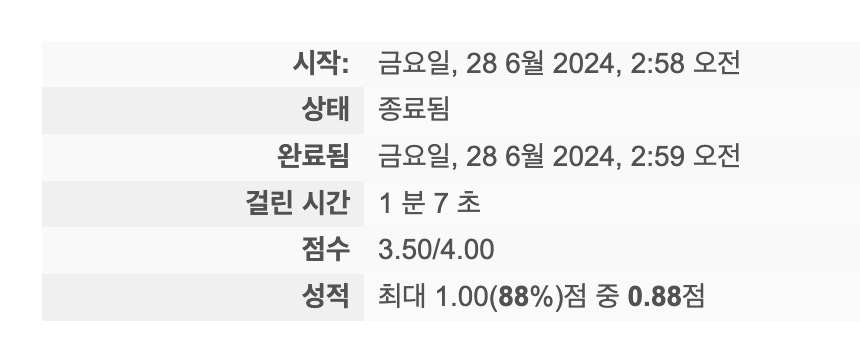 시작: 금요일, 28 6월 2024, 2:58 오전
상태 종료됨
완료됨 금요일, 28 6월 2024, 2:59 오전
걸린 시간 1 분 7 초
점수 3.50/4.00
성적 최대 1.00(88%)점 중 0.88점